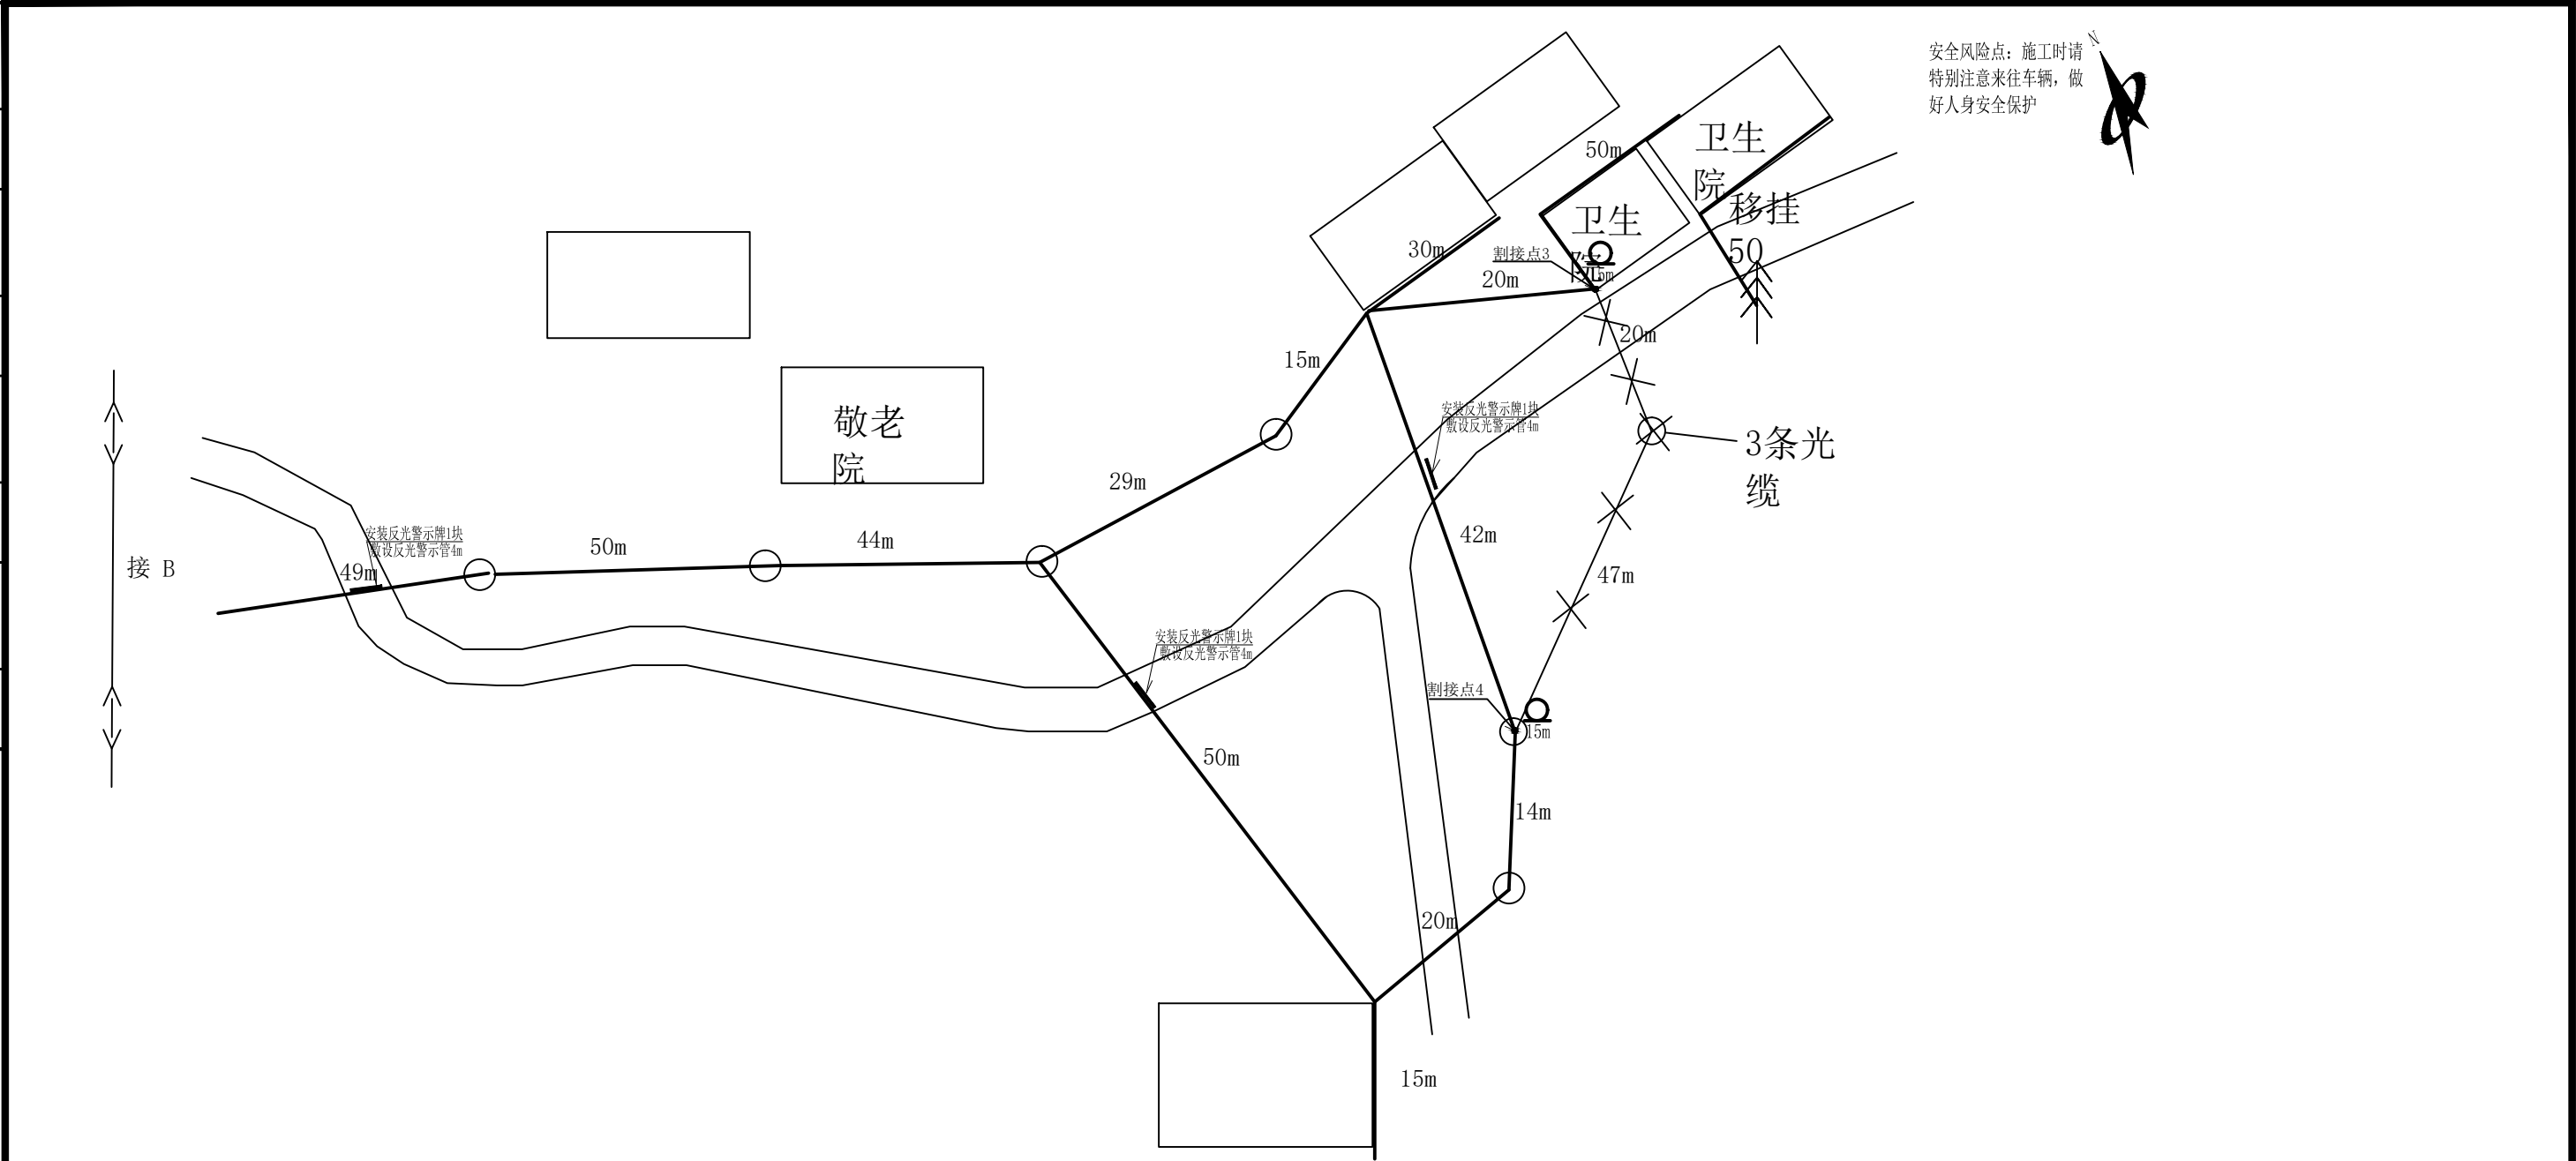 安全风险点：施工时请
特别注意来往车辆，做
好人身安全保护
N
卫生
院
50m
移挂
50
卫生
院
30m
割接点3
15m
20m
20m
15m
安装反光警示牌1块
敷设反光警示管4m
敬老
院
3条光
缆
29m
42m
安装反光警示牌1块
敷设反光警示管4m
50m
44m
接 B
49m
47m
安装反光警示牌1块
敷设反光警示管4m
割接点4
15m
50m
14m
20m
15m